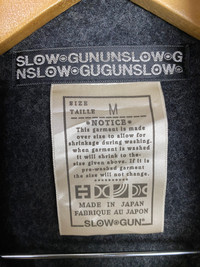 SLOW GUNUNSLOW G
NSLOW GUGUNSLOW
SIZE
TAILLE M
NOTICE
This garment is made
over size to allow for
shrinkage during washing.
when garment is washed
It will shrink to the
size given above. If
pre-washed garment
the size will not change.
MADE IN JAPAN
FABRIQUE AU JAPON
SLOW GUN